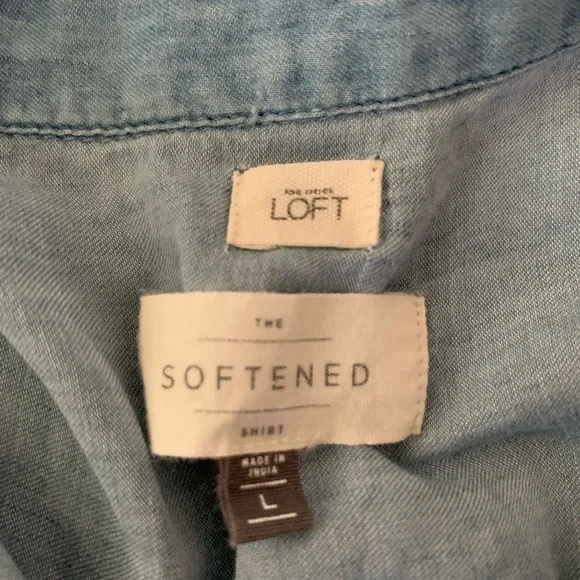 LOFT
THE
SOFTENED
SHIRT
MADE IN
INDIA
L